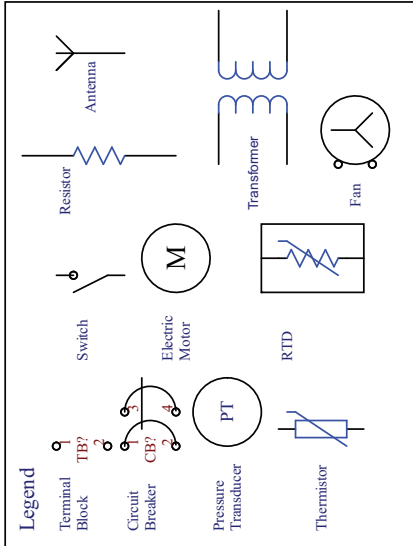 Legend
Terminal
Block
1
TB?
2
Circuit
Breaker
1
3
CB?
2
4
Pressure
Transducer
PT
Thermistor
Switch
Electric
Motor
M
RTD
Resistor
Antenna
Transformer
Fan